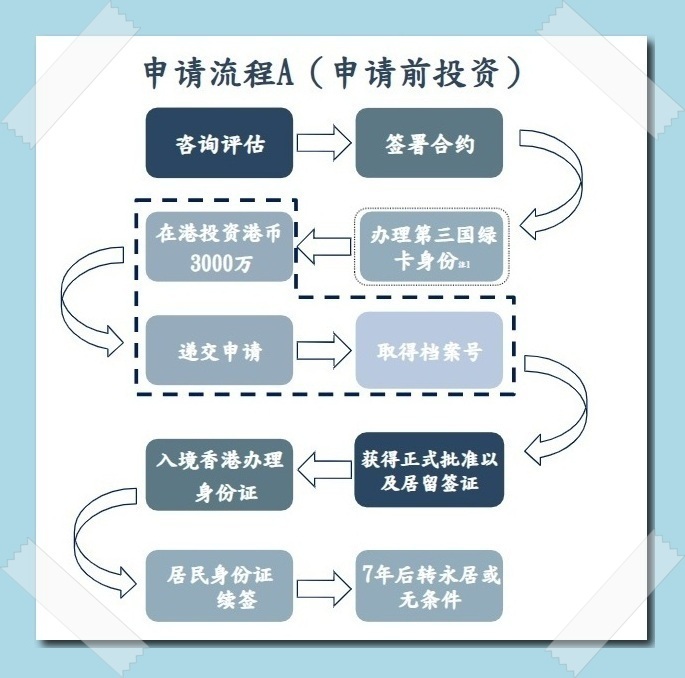 申请流程A（申请前投资）
咨询评估
签署合约
办理第三国绿
卡身份注1
在港投资港币
3000万
递交申请
取得档案号
获得正式批准以
及居留签证
入境香港办理
身份证
居民身份证
续签
7年后转永居或
无条件